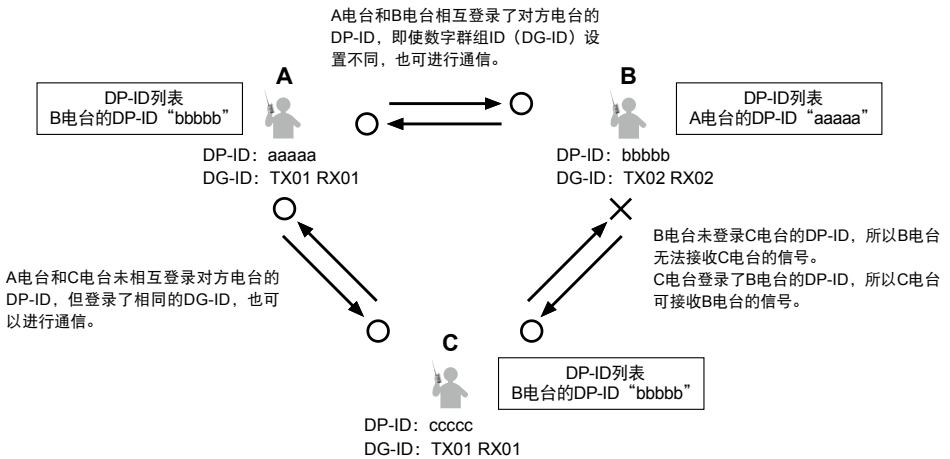 A电台和B电台相互登录了对方电台的
DP-ID，即使数字群组ID（DG-ID）设
置不同，也可进行通信。
A
B
DP-ID列表
B电台的DP-ID“bbbbb”
DP-ID列表
A电台的DP-ID“aaaaa”
DP-ID：aaaaa
DG-ID：TX01 RX01
DP-ID：bbbbb
DG-ID：TX02 RX02
A电台和C电台未相互登录对方电台的
DP-ID，但登录了相同的DG-ID，也可
以进行通信。
B电台未登录C电台的DP-ID，所以B电台
无法接收C电台的信号。
C电台登录了B电台的DP-ID，所以C电台
可接收B电台的信号。
C
DP-ID列表
B电台的DP-ID“bbbbb”
DP-ID：ccccc
DG-ID：TX01 RX01